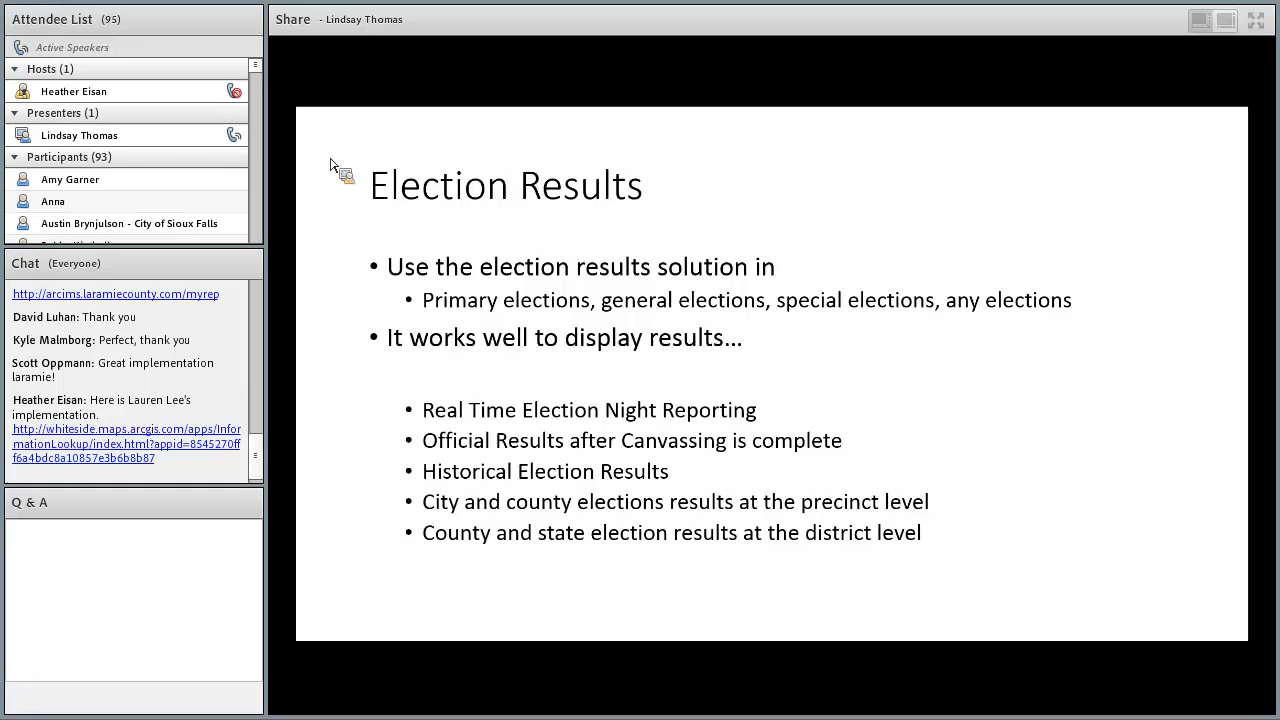 Attendee List (95)
Active Speakers
Hosts (1)
Heather Eisan
Presenters (1)
Lindsay Thomas
Participants (93)
Amy Garner
Anna
Austin Brynjulson - City of Sioux Falls
Chat (Everyone)
http://arcims.laramiecounty.com/myrep
David Luhan: Thank you
Kyle Malmborg: Perfect, thank you
Scott Oppmann: Great implementation
laramie!
Heather Eisan: Here is Lauren Lee's
implementation.
http://whiteside.maps.arcgis.com/apps/Infor
mationLookup/index.html?appid=8545270ff
f6a4bdc8a10857e3b6b8b87
Q & A
Share - Lindsay Thomas
Election Results
• Use the election results solution in
• Primary elections, general elections, special elections, any elections
• It works well to display results…
• Real Time Election Night Reporting
• Official Results after Canvassing is complete
• Historical Election Results
• City and county elections results at the precinct level
• County and state election results at the district level